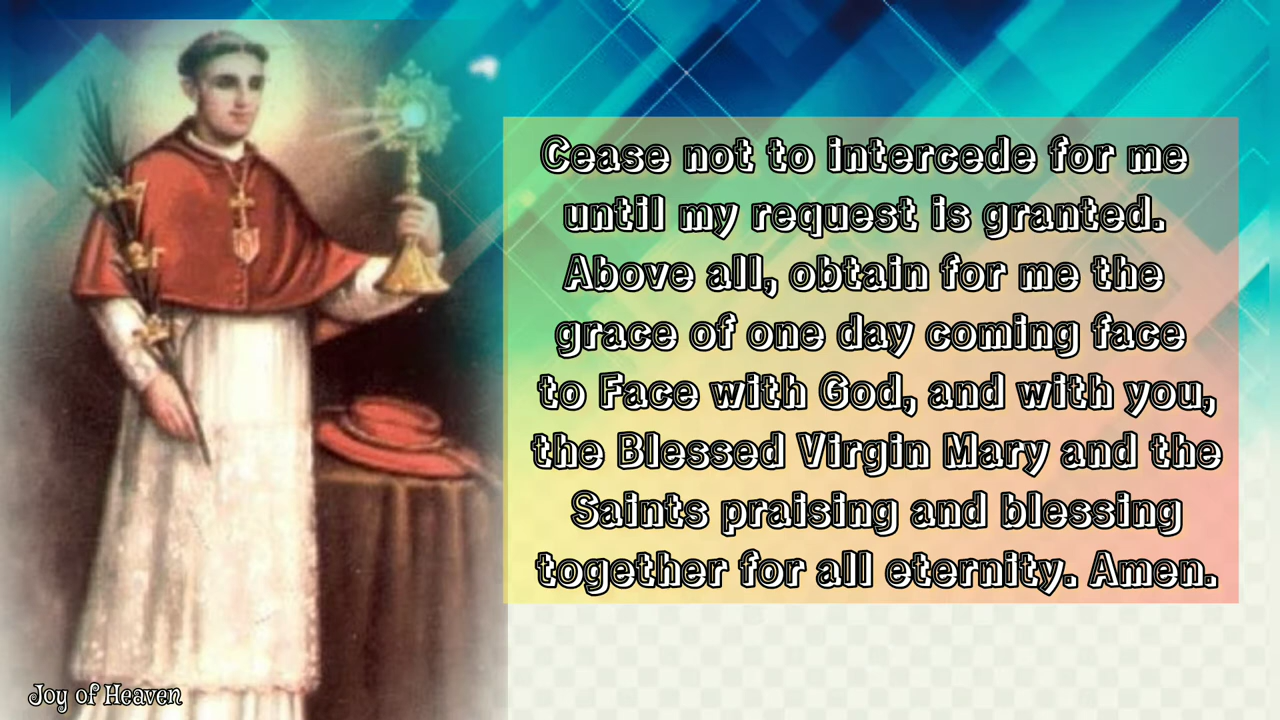 Cease not to intercede for me
until my request is granted.
Above all, obtain for me the
grace of one day coming face
to Face with God, and with you,
the Blessed Virgin Mary and the
Saints praising and blessing
together for all eternity. Amen.
Joy of Heaven